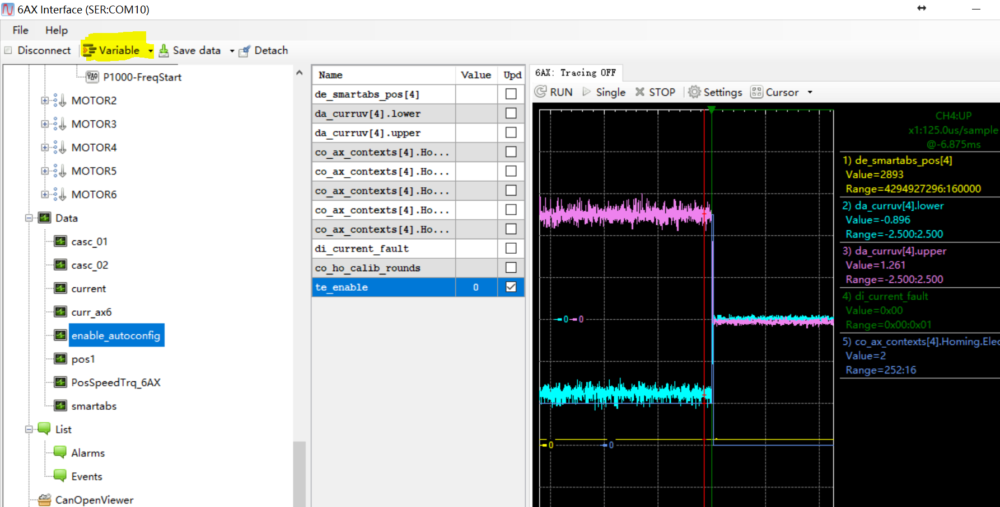 6AX Interface (SER:COM10)
File Help
Disconnect Variable Save data Detach
P1000-FreqStart
MOTOR2
MOTOR3
MOTOR4
MOTOR5
MOTOR6
Data
casc_01
casc_02
current
curr_ax6
enable_autoconfig
pos1
PosSpeedTrq_6AX
smartabs
List
Alarms
Events
CanOpenViewer
Name Value Upd
de_smartabs_pos[4]
da_curruv[4].lower
da_curruv[4].upper
co_ax_contexts[4].Ho...
co_ax_contexts[4].Ho...
co_ax_contexts[4].Ho...
co_ax_contexts[4].Ho...
co_ax_contexts[4].Ho...
di_current_fault
co_ho_calib_rounds
te_enable 0
6AX: Tracing OFF
RUN Single STOP Settings Cursor
0 0
0 0
CH4:UP
x1:125.0us/sample
@-6.875ms
1) de_smartabs_pos[4]
Value=2893
Range=4294927296:160000
2) da_curruv[4].lower
Value=-0.896
Range=-2.500:2.500
3) da_curruv[4].upper
Value=1.261
Range=-2.500:2.500
4) di_current_fault
Value=0x00
Range=0x00:0x01
5) co_ax_contexts[4].Homing.Elec
Value=2
Range=252:16